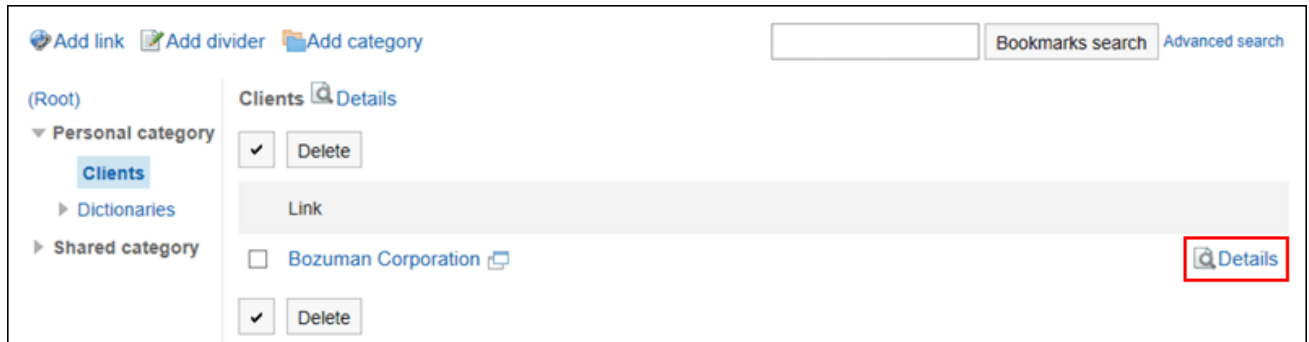 Add link Add divider Add category Bookmarks search Advanced search
(Root)
Personal category
Clients
Dictionaries
Shared category
Clients Details
Delete
Link
Bozuman Corporation Details
Delete